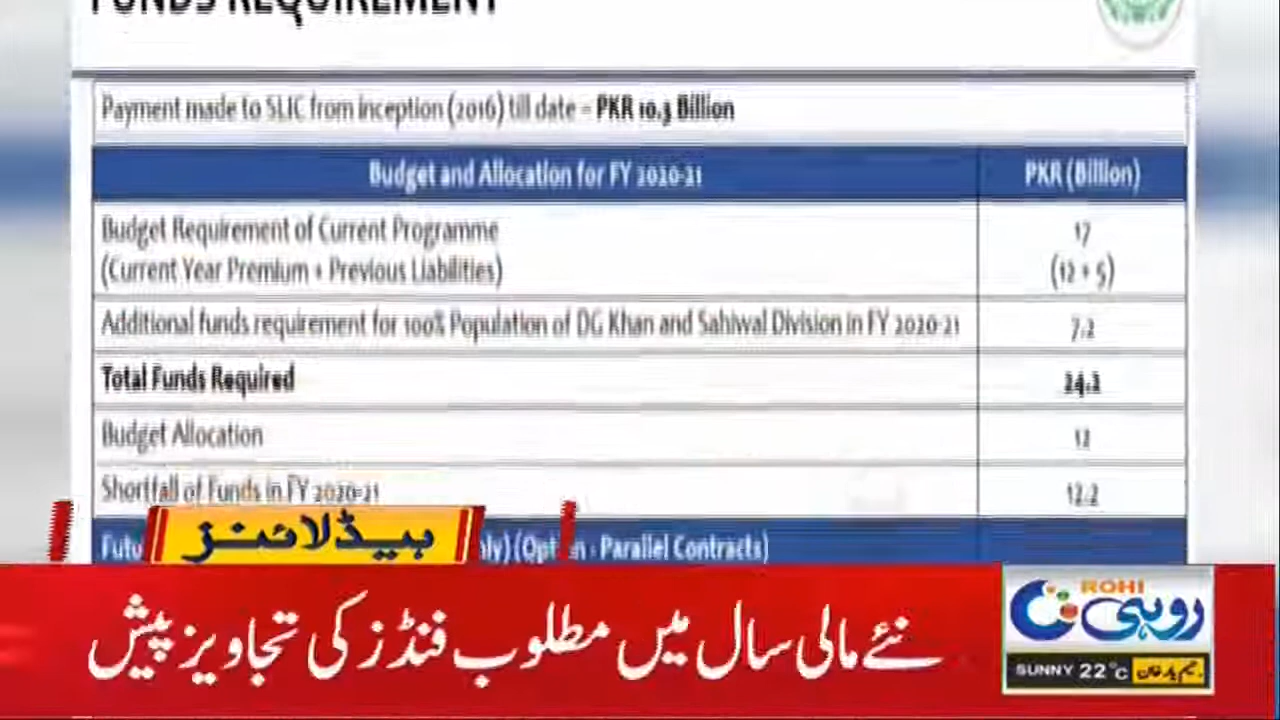 FUNDS REQUIREMENT
Payment made to SLIC from inception (2016) till date = PKR 10.3 Billion
Budget and Allocation for FY 2020-21 PKR (Billion)
Budget Requirement of Current Programme 17
(Current Year Premium + Previous Liabilities) (12 + 5)
Additional funds requirement for 100% Population of DG Khan and Sahiwal Division in FY 2020-21 7.2
Total Funds Required 24.2
Budget Allocation 12
Shortfall of Funds in FY 2020-21 12.2
(Option - Parallel Contracts)
ہیڈلائنز
نئے مالی سال میں مطلوب فنڈز کی تجاویز پیش
ROHI
روہی
SUNNY 22°C رحیم یار خان